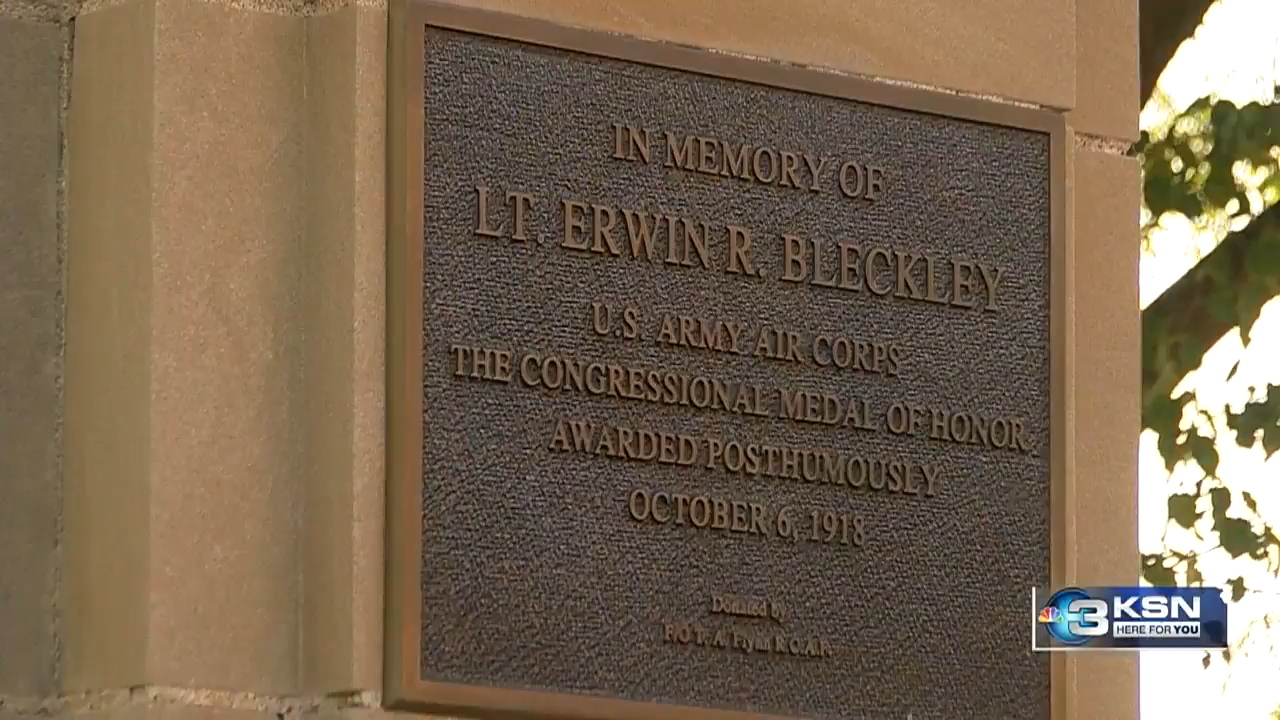 IN MEMORY OF
LT. ERWIN R. BLECKLEY
U.S. ARMY AIR CORPS
THE CONGRESSIONAL MEDAL OF HONOR
AWARDED POSTHUMOUSLY
OCTOBER 6, 1918
Donated by
R.C.A.F.
3 KSN
HERE FOR YOU